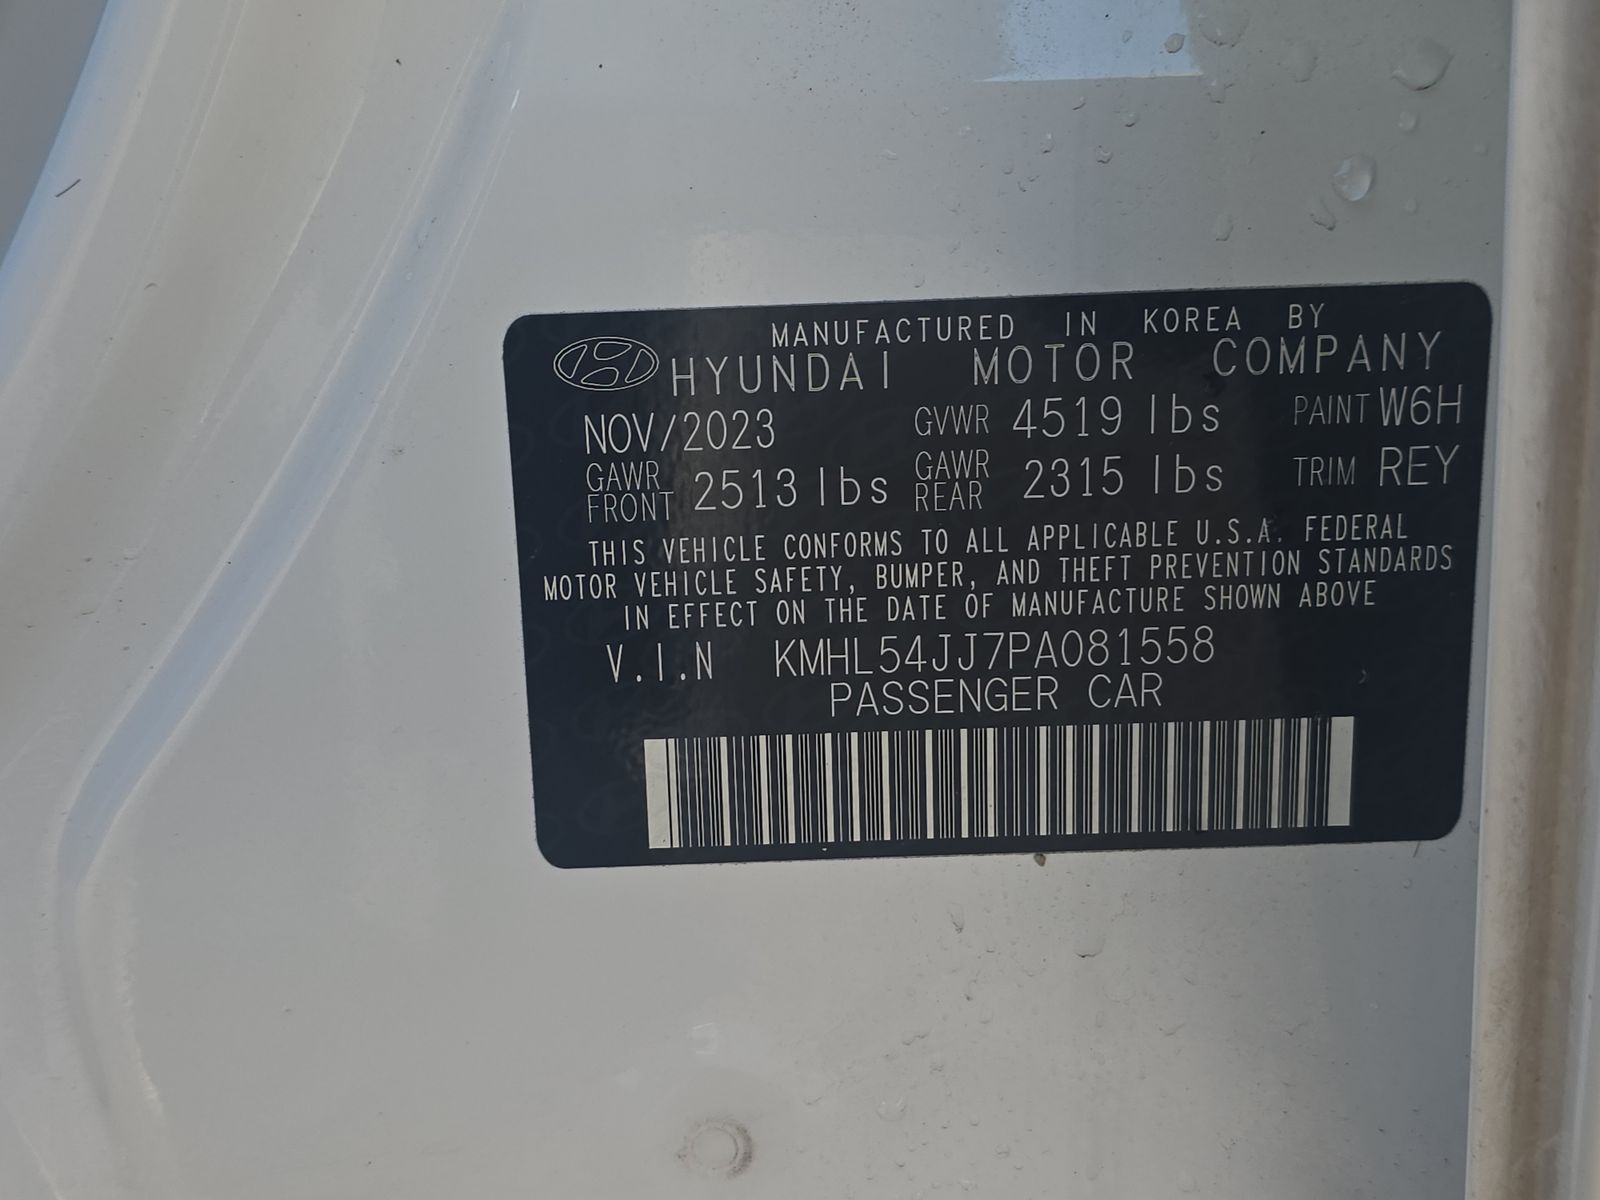 MANUFACTURED IN KOREA BY
HYUNDAI MOTOR COMPANY
NOV/2023 GVWR 4519 lbs PAINT W6H
GAWR FRONT 2513 lbs GAWR REAR 2315 lbs TRIM REY
THIS VEHICLE CONFORMS TO ALL APPLICABLE U.S.A. FEDERAL
MOTOR VEHICLE SAFETY, BUMPER, AND THEFT PREVENTION STANDARDS
IN EFFECT ON THE DATE OF MANUFACTURE SHOWN ABOVE
V.I.N KMHL54JJ7PA081558
PASSENGER CAR